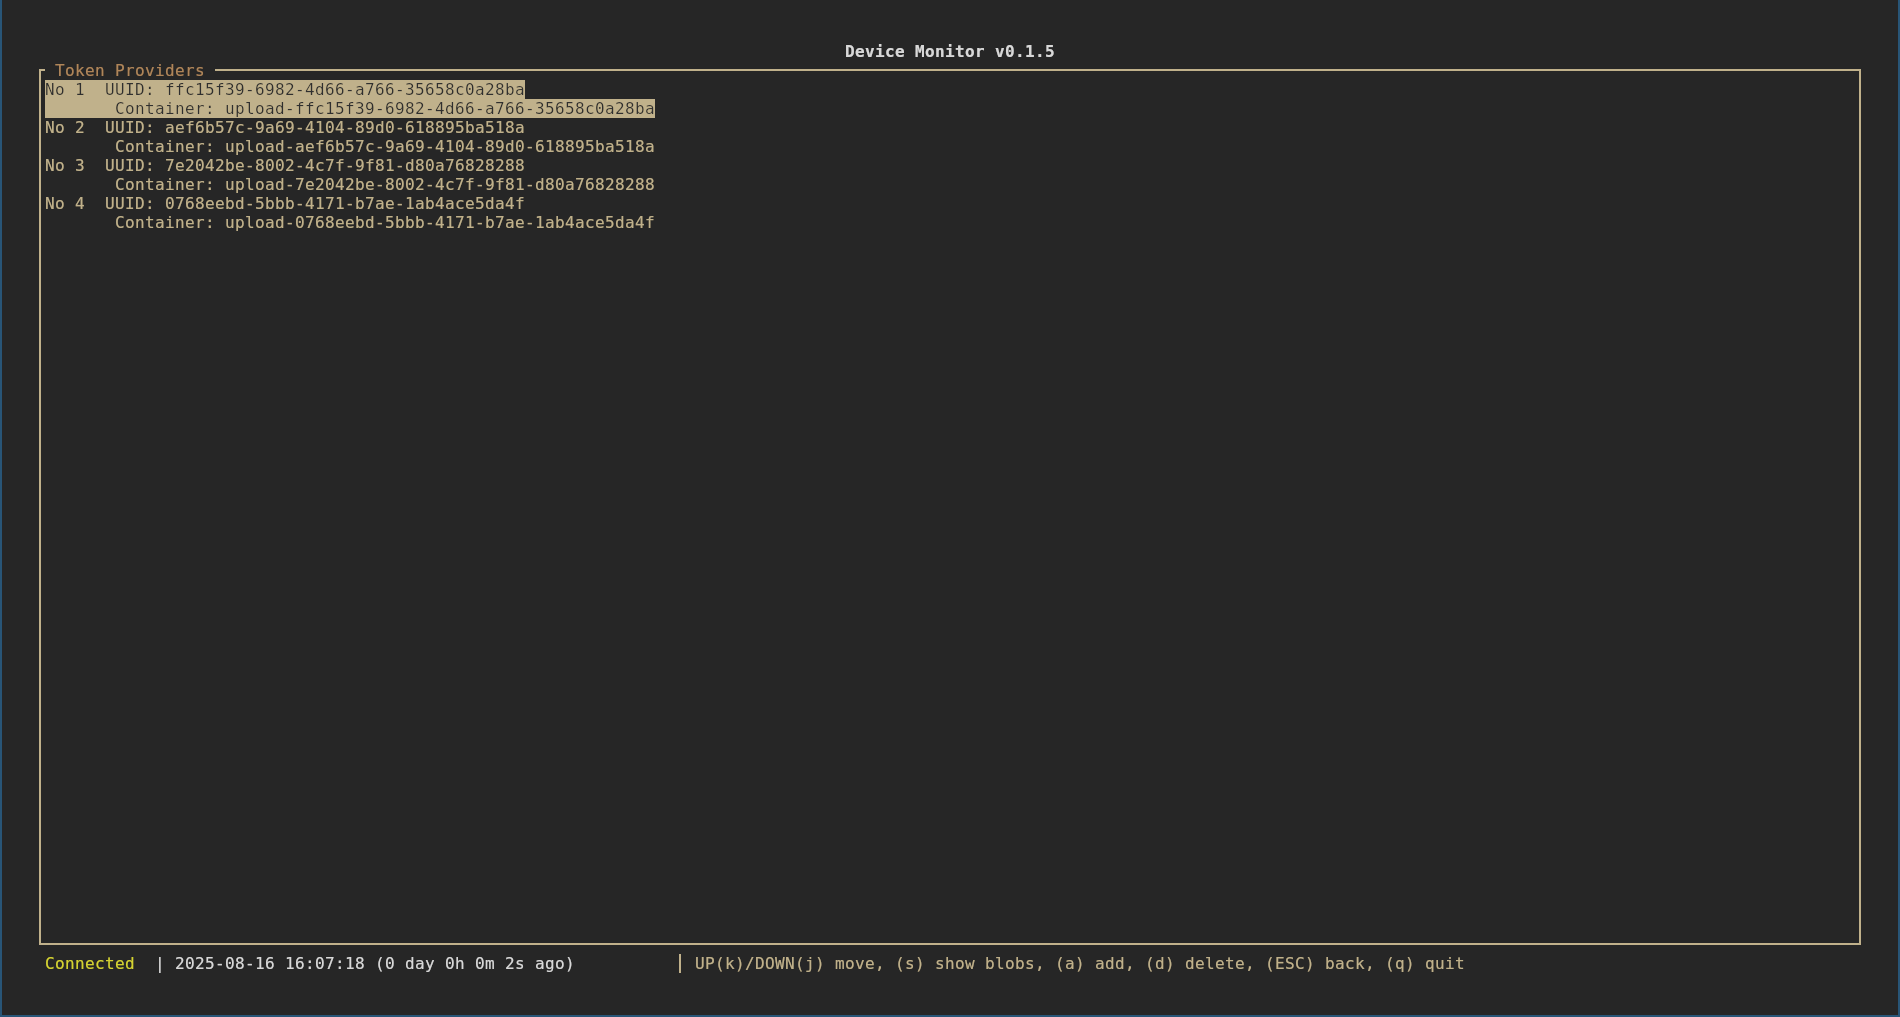 Device Monitor v0.1.5
Token Providers
No 1  UUID: ffc15f39-6982-4d66-a766-35658c0a28ba
Container: upload-ffc15f39-6982-4d66-a766-35658c0a28ba
No 2  UUID: aef6b57c-9a69-4104-89d0-618895ba518a
Container: upload-aef6b57c-9a69-4104-89d0-618895ba518a
No 3  UUID: 7e2042be-8002-4c7f-9f81-d80a76828288
Container: upload-7e2042be-8002-4c7f-9f81-d80a76828288
No 4  UUID: 0768eebd-5bbb-4171-b7ae-1ab4ace5da4f
Container: upload-0768eebd-5bbb-4171-b7ae-1ab4ace5da4f
Connected  | 2025-08-16 16:07:18 (0 day 0h 0m 2s ago) | UP(k)/DOWN(j) move, (s) show blobs, (a) add, (d) delete, (ESC) back, (q) quit